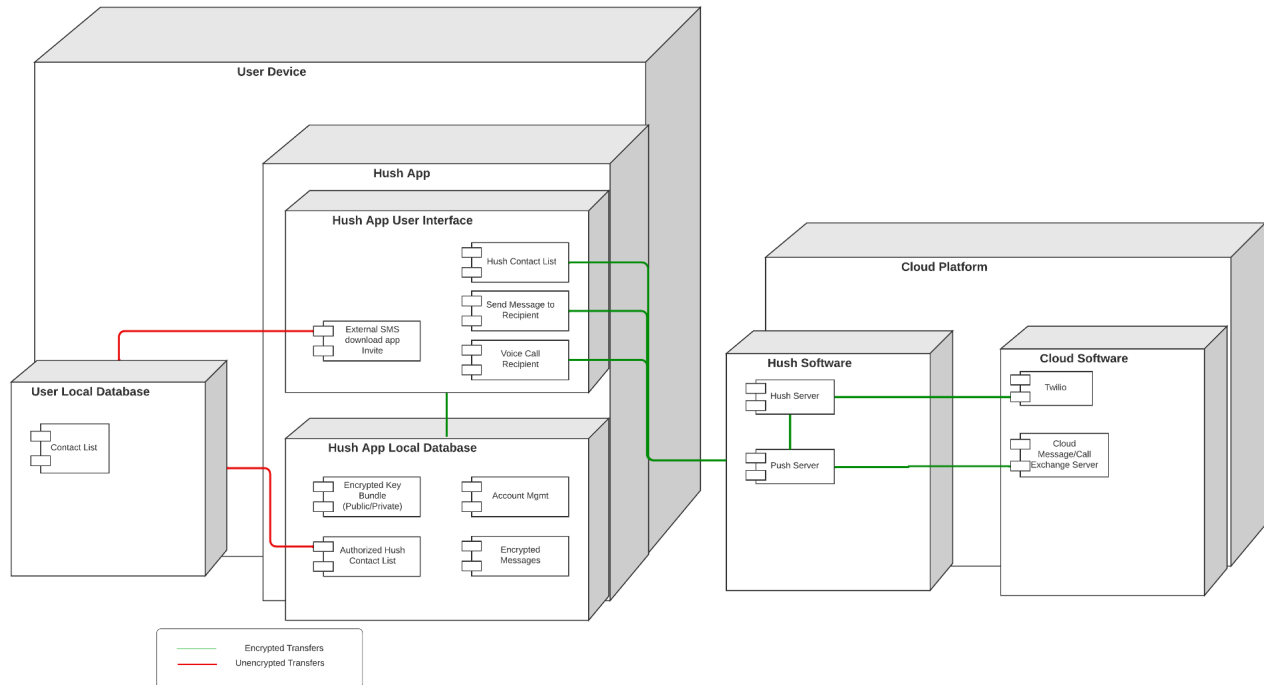 User Device
Hush App
Hush App User Interface
Hush Contact List
Send Message to
Recipient
External SMS
download app
Invite
Voice Call
Recipient
User Local Database
Contact List
Hush App Local Database
Encrypted Key
Bundle
(Public/Private)
Account Mgmt
Authorized Hush
Contact List
Encrypted
Messages
Cloud Platform
Hush Software
Hush Server
Push Server
Cloud Software
Twilio
Cloud
Message/Call
Exchange Server
Encrypted Transfers
Unencrypted Transfers